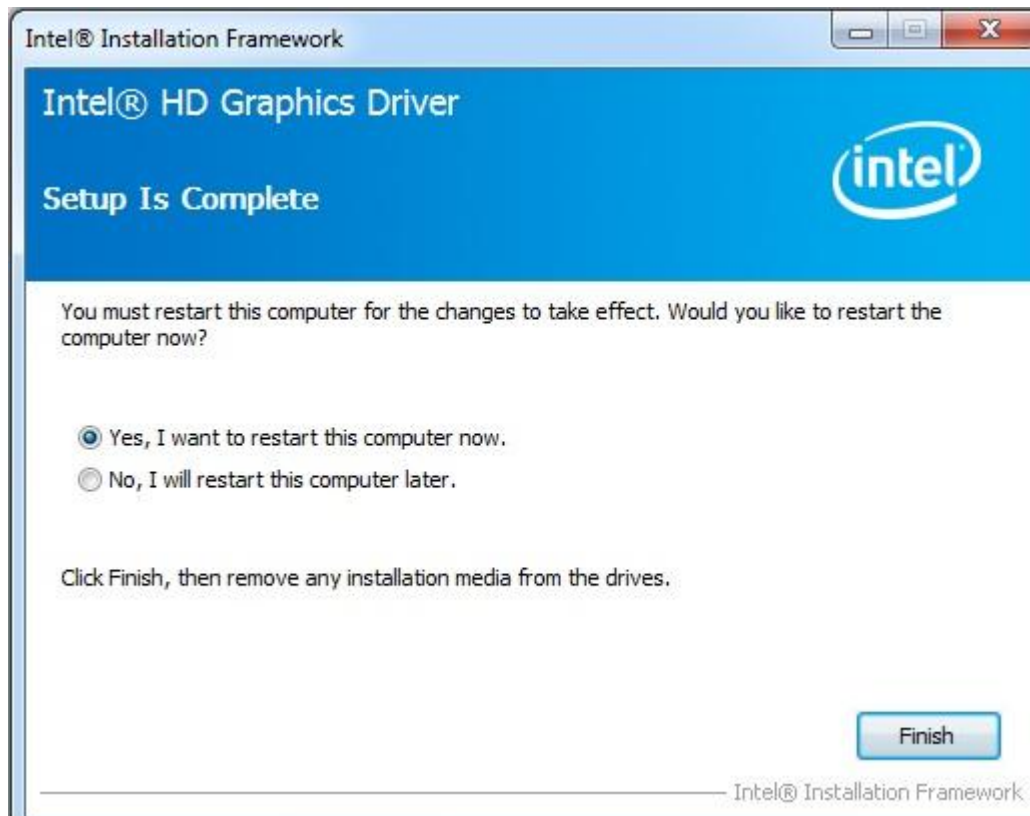 Intel® Installation Framework
Intel® HD Graphics Driver
intel
Setup Is Complete
You must restart this computer for the changes to take effect. Would you like to restart the
computer now?
Yes, I want to restart this computer now.
No, I will restart this computer later.
Click Finish, then remove any installation media from the drives.
Finish
Intel® Installation Framework